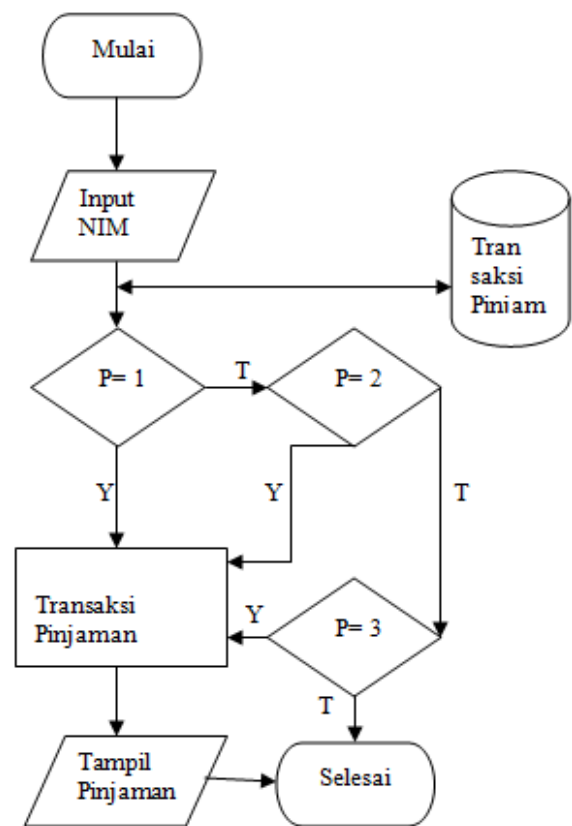 Mulai
Input
NIM
Tran
saksi
Piniam
P= 1
T
P= 2
Y
Y
T
Transaksi
Pinjaman
Y
P= 3
T
Tampil
Pinjaman
Selesai